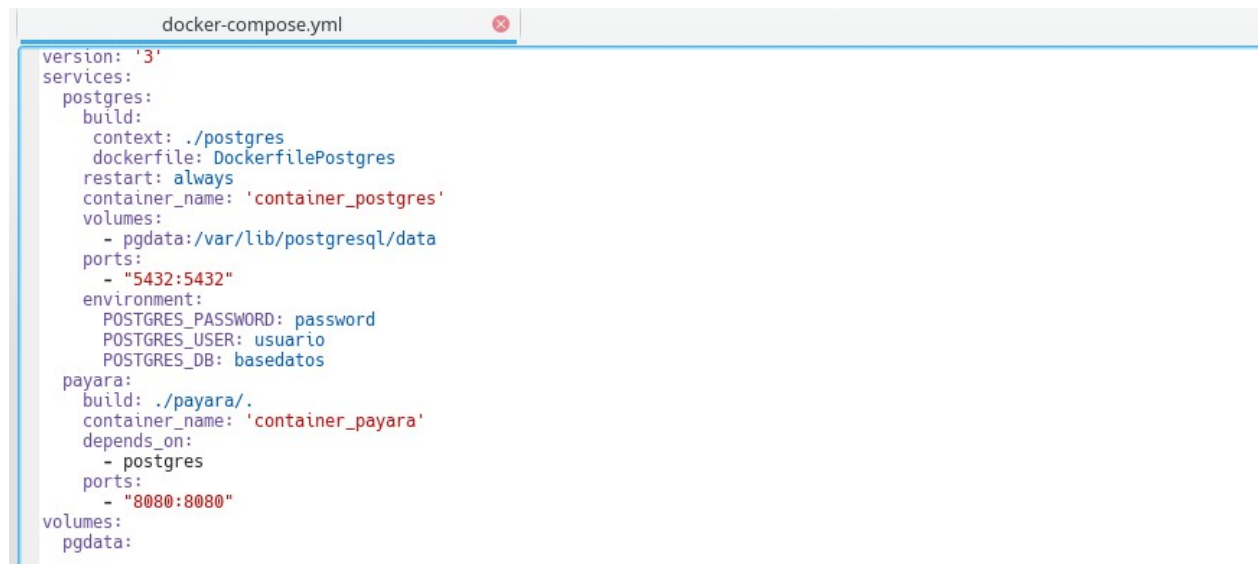 docker-compose.yml
version: '3'
services:
  postgres:
    build:
     context: ./postgres
     dockerfile: DockerfilePostgres
    restart: always
    container_name: 'container_postgres'
    volumes:
      - pgdata:/var/lib/postgresql/data
    ports:
      - "5432:5432"
    environment:
      POSTGRES_PASSWORD: password
      POSTGRES_USER: usuario
      POSTGRES_DB: basedatos
  payara:
    build: ./payara/.
    container_name: 'container_payara'
    depends_on:
      - postgres
    ports:
      - "8080:8080"
volumes:
  pgdata: